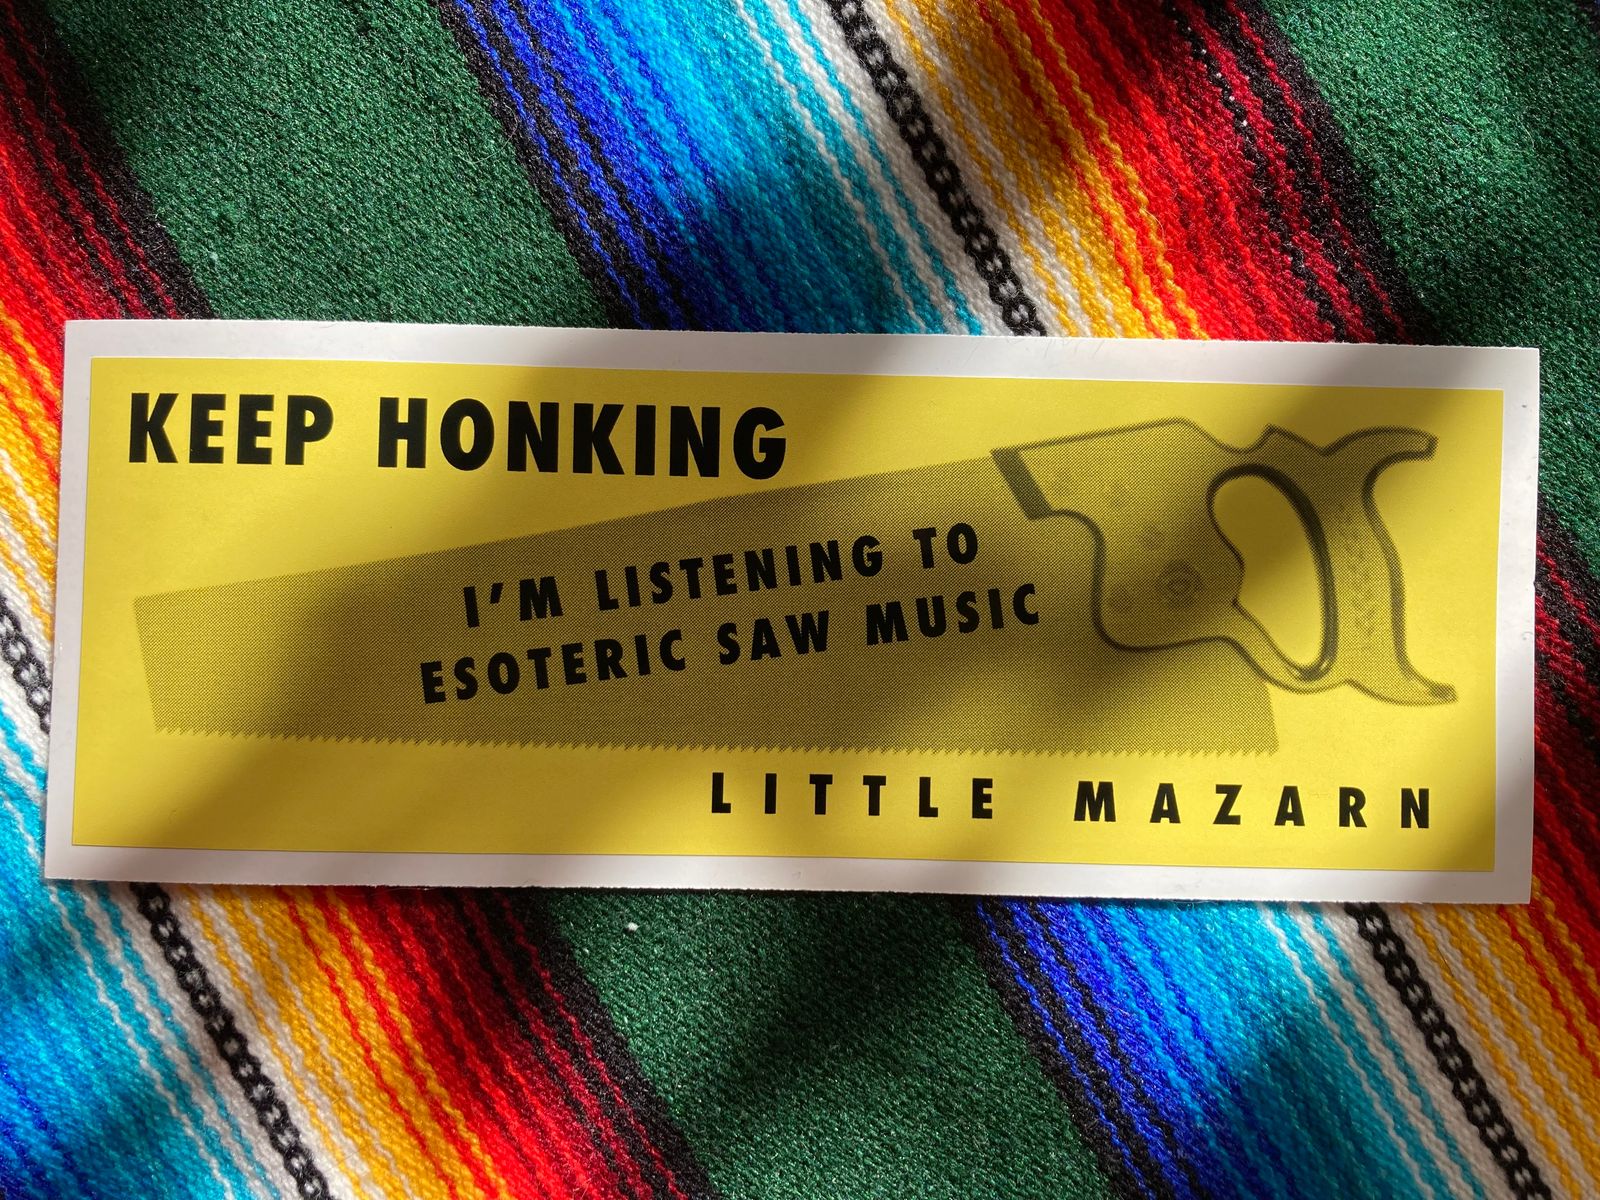 KEEP HONKING
I'M LISTENING TO
ESOTERIC SAW MUSIC
LITTLE MAZARN